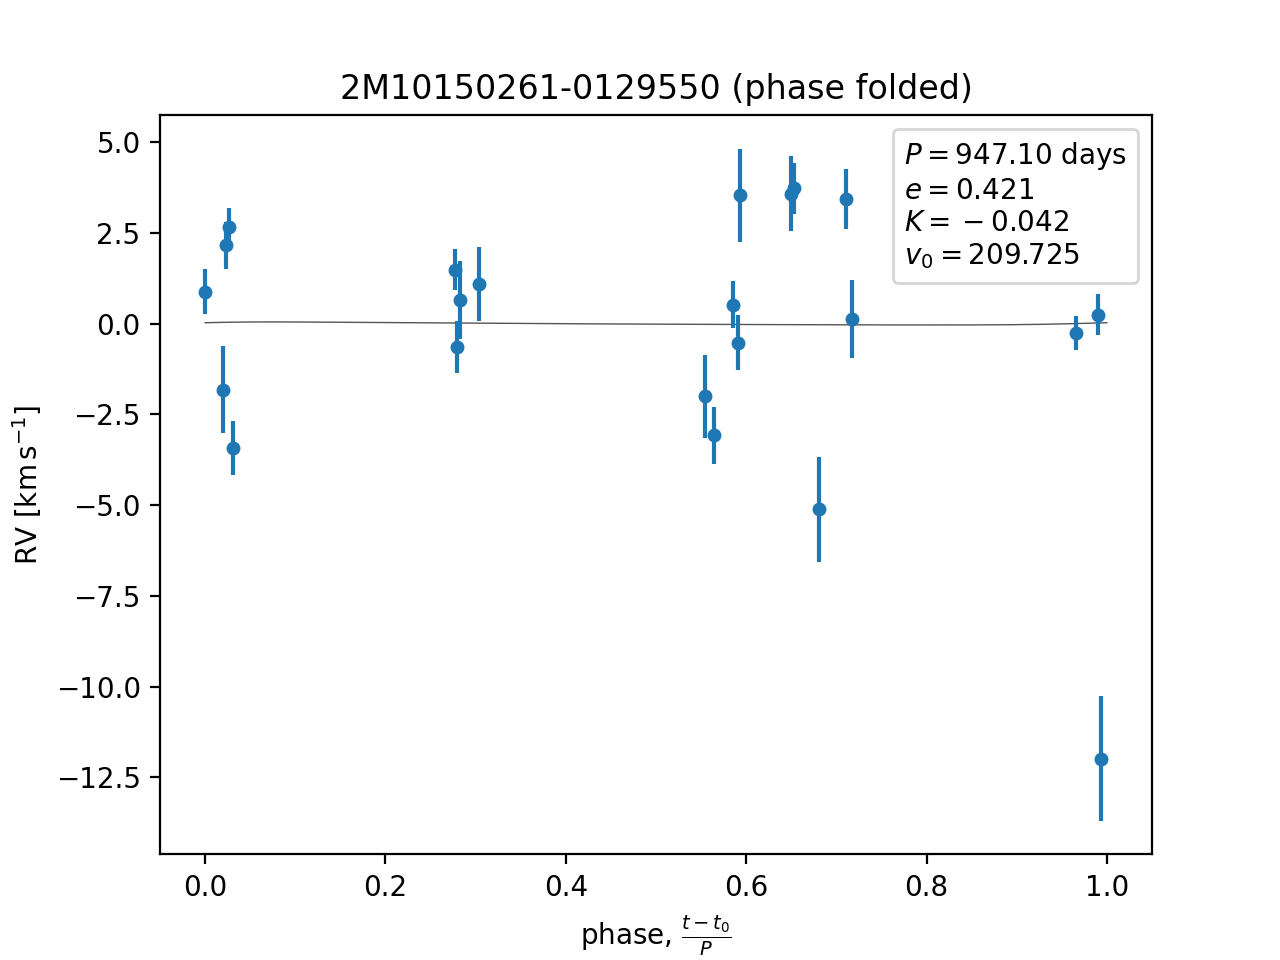 2M10150261-0129550 (phase folded)
P = 947.10 days
e = 0.421
K = −0.042
v₀ = 209.725
5.0
2.5
0.0
−2.5
−5.0
−7.5
−10.0
−12.5
RV [km s⁻¹]
0.0 0.2 0.4 0.6 0.8 1.0
phase, (t − t₀)/P